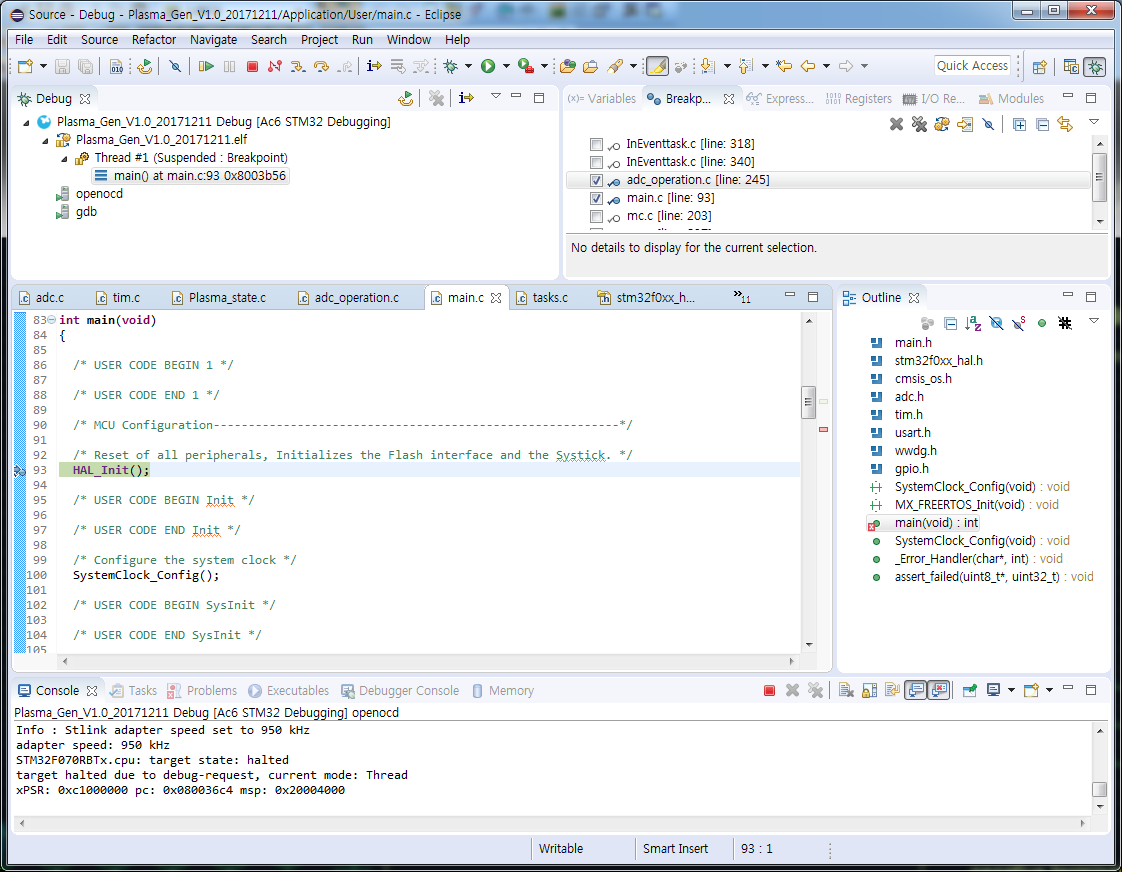 Source - Debug - Plasma_Gen_V1.0_20171211/Application/User/main.c - Eclipse
File Edit Source Refactor Navigate Search Project Run Window Help
Quick Access
Debug
Plasma_Gen_V1.0_20171211 Debug [Ac6 STM32 Debugging]
Plasma_Gen_V1.0_20171211.elf
Thread #1 (Suspended : Breakpoint)
main() at main.c:93 0x8003b56
openocd
gdb
(x)= Variables Breakp... Express... Registers I/O Re... Modules
InEventtask.c [line: 318]
InEventtask.c [line: 340]
adc_operation.c [line: 245]
main.c [line: 93]
mc.c [line: 203]
No details to display for the current selection.
adc.c tim.c Plasma_state.c adc_operation.c main.c tasks.c stm32f0xx_h... »11
83 int main(void)
84 {
85
86 /* USER CODE BEGIN 1 */
87
88 /* USER CODE END 1 */
89
90 /* MCU Configuration----------------------------------------------------------*/
91
92 /* Reset of all peripherals, Initializes the Flash interface and the Systick. */
93 HAL_Init();
94
95 /* USER CODE BEGIN Init */
96
97 /* USER CODE END Init */
98
99 /* Configure the system clock */
100 SystemClock_Config();
101
102 /* USER CODE BEGIN SysInit */
103
104 /* USER CODE END SysInit */
105
Outline
main.h
stm32f0xx_hal.h
cmsis_os.h
adc.h
tim.h
usart.h
wwdg.h
gpio.h
SystemClock_Config(void) : void
MX_FREERTOS_Init(void) : void
main(void) : int
SystemClock_Config(void) : void
_Error_Handler(char*, int) : void
assert_failed(uint8_t*, uint32_t) : void
Console Tasks Problems Executables Debugger Console Memory
Plasma_Gen_V1.0_20171211 Debug [Ac6 STM32 Debugging] openocd
Info : Stlink adapter speed set to 950 kHz
adapter speed: 950 kHz
STM32F070RBTx.cpu: target state: halted
target halted due to debug-request, current mode: Thread
xPSR: 0xc1000000 pc: 0x080036c4 msp: 0x20004000
Writable Smart Insert 93 : 1